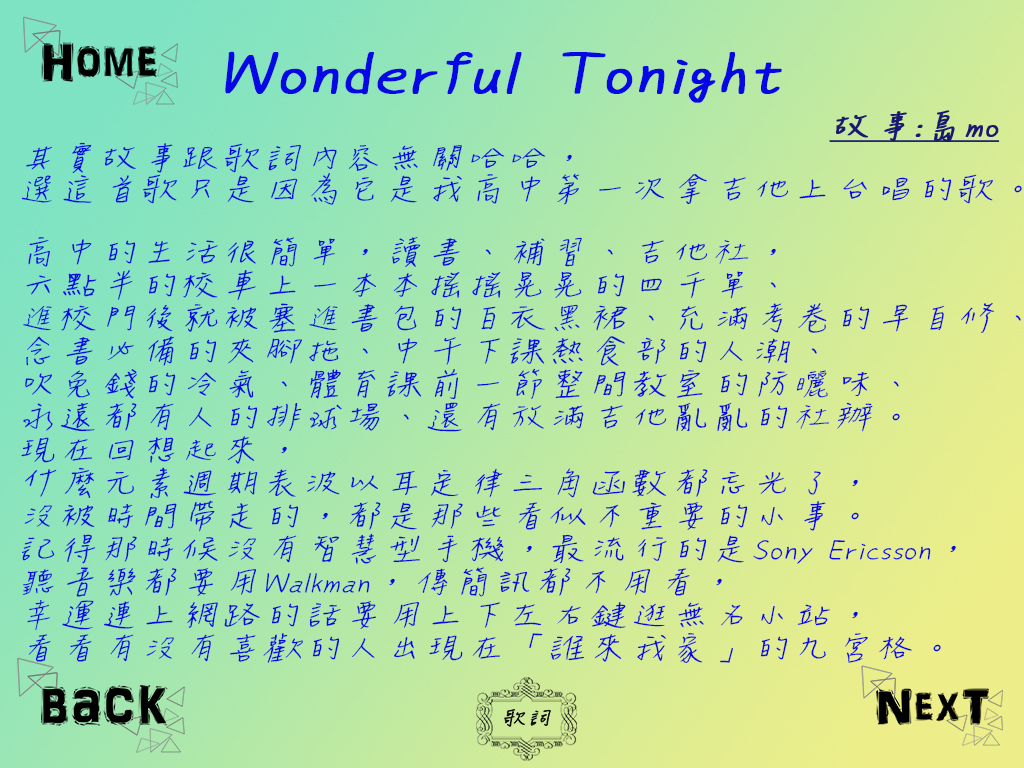 HOME
Wonderful Tonight
故事:島mo
其實故事跟歌詞內容無關哈哈，
選這首歌只是因為它是我高中第一次拿吉他上台唱的歌。
高中的生活很簡單，讀書、補習、吉他社，
六點半的校車上一本本搖搖晃晃的四千單、
進校門後就被塞進書包的百衣黑裙、充滿考卷的早自修、
念書必備的夾腳拖、中午下課熱食部的人潮、
吹免錢的冷氣、體育課前一節整間教室的防曬味、
永遠都有人的排球場、還有放滿吉他亂亂的社辦。
現在回想起來，
什麼元素週期表波以耳定律三角函數都忘光了，
沒被時間帶走的，都是那些看似不重要的小事。
記得那時候沒有智慧型手機，最流行的是Sony Ericsson，
聽音樂都要用Walkman，傳簡訊都不用看，
幸運連上網路的話要用上下左右鍵逛無名小站，
看看有沒有喜歡的人出現在「誰來我家」的九宮格。
BACK
歌詞
NEXT